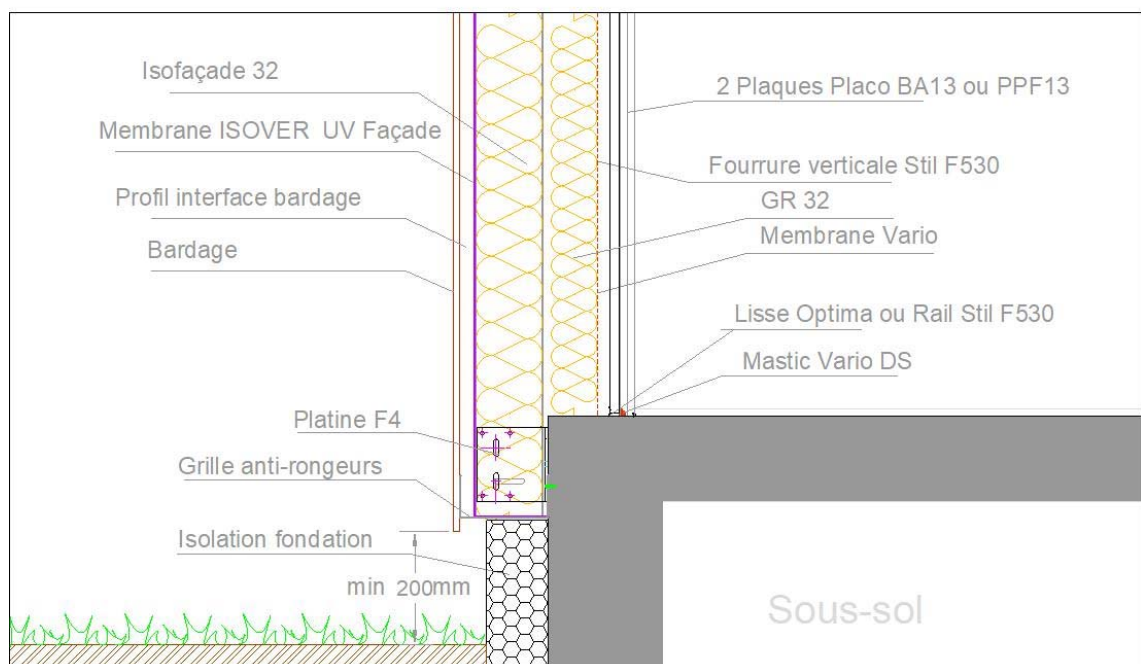 Isofaçade 32
Membrane ISOVER UV Façade
Profil interface bardage
Bardage
Platine F4
Grille anti-rongeurs
Isolation fondation
min 200mm
2 Plaques Placo BA13 ou PPF13
Fourrure verticale Stil F530
GR 32
Membrane Vario
Lisse Optima ou Rail Stil F530
Mastic Vario DS
Sous-sol